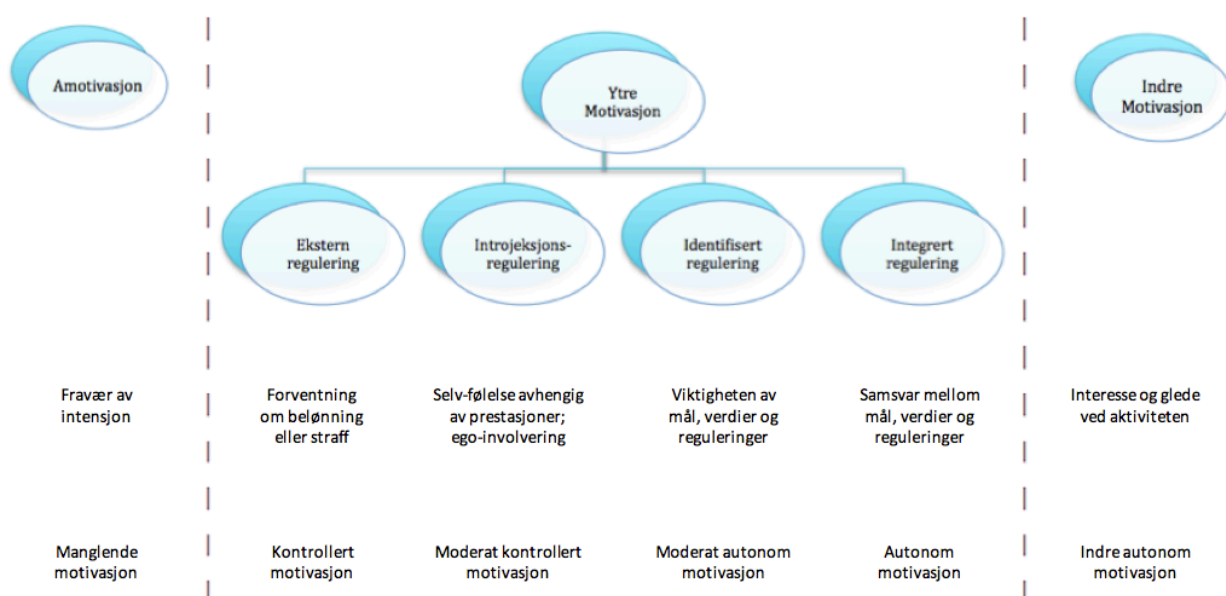 Amotivasjon
Ytre
Motivasjon
Indre
Motivasjon
Ekstern
regulering
Introjeksjons-
regulering
Identifisert
regulering
Integrert
regulering
Fravær av
intensjon
Forventning
om belønning
eller straff
Selv-følelse avhengig
av prestasjoner;
ego-involvering
Viktigheten av
mål, verdier og
reguleringer
Samsvar mellom
mål, verdier og
reguleringer
Interesse og glede
ved aktiviteten
Manglende
motivasjon
Kontrollert
motivasjon
Moderat kontrollert
motivasjon
Moderat autonom
motivasjon
Autonom
motivasjon
Indre autonom
motivasjon